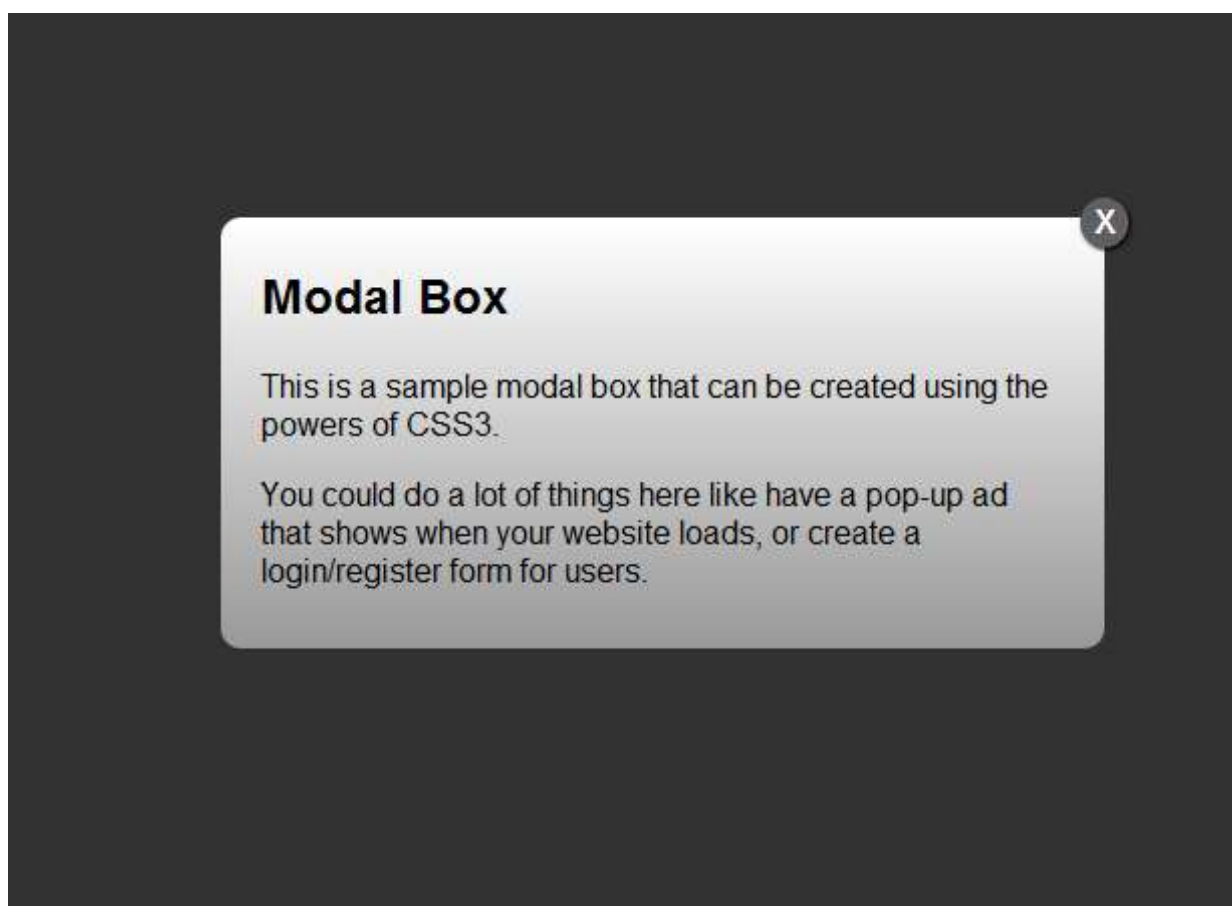 X
Modal Box
This is a sample modal box that can be created using the
powers of CSS3.
You could do a lot of things here like have a pop-up ad
that shows when your website loads, or create a
login/register form for users.